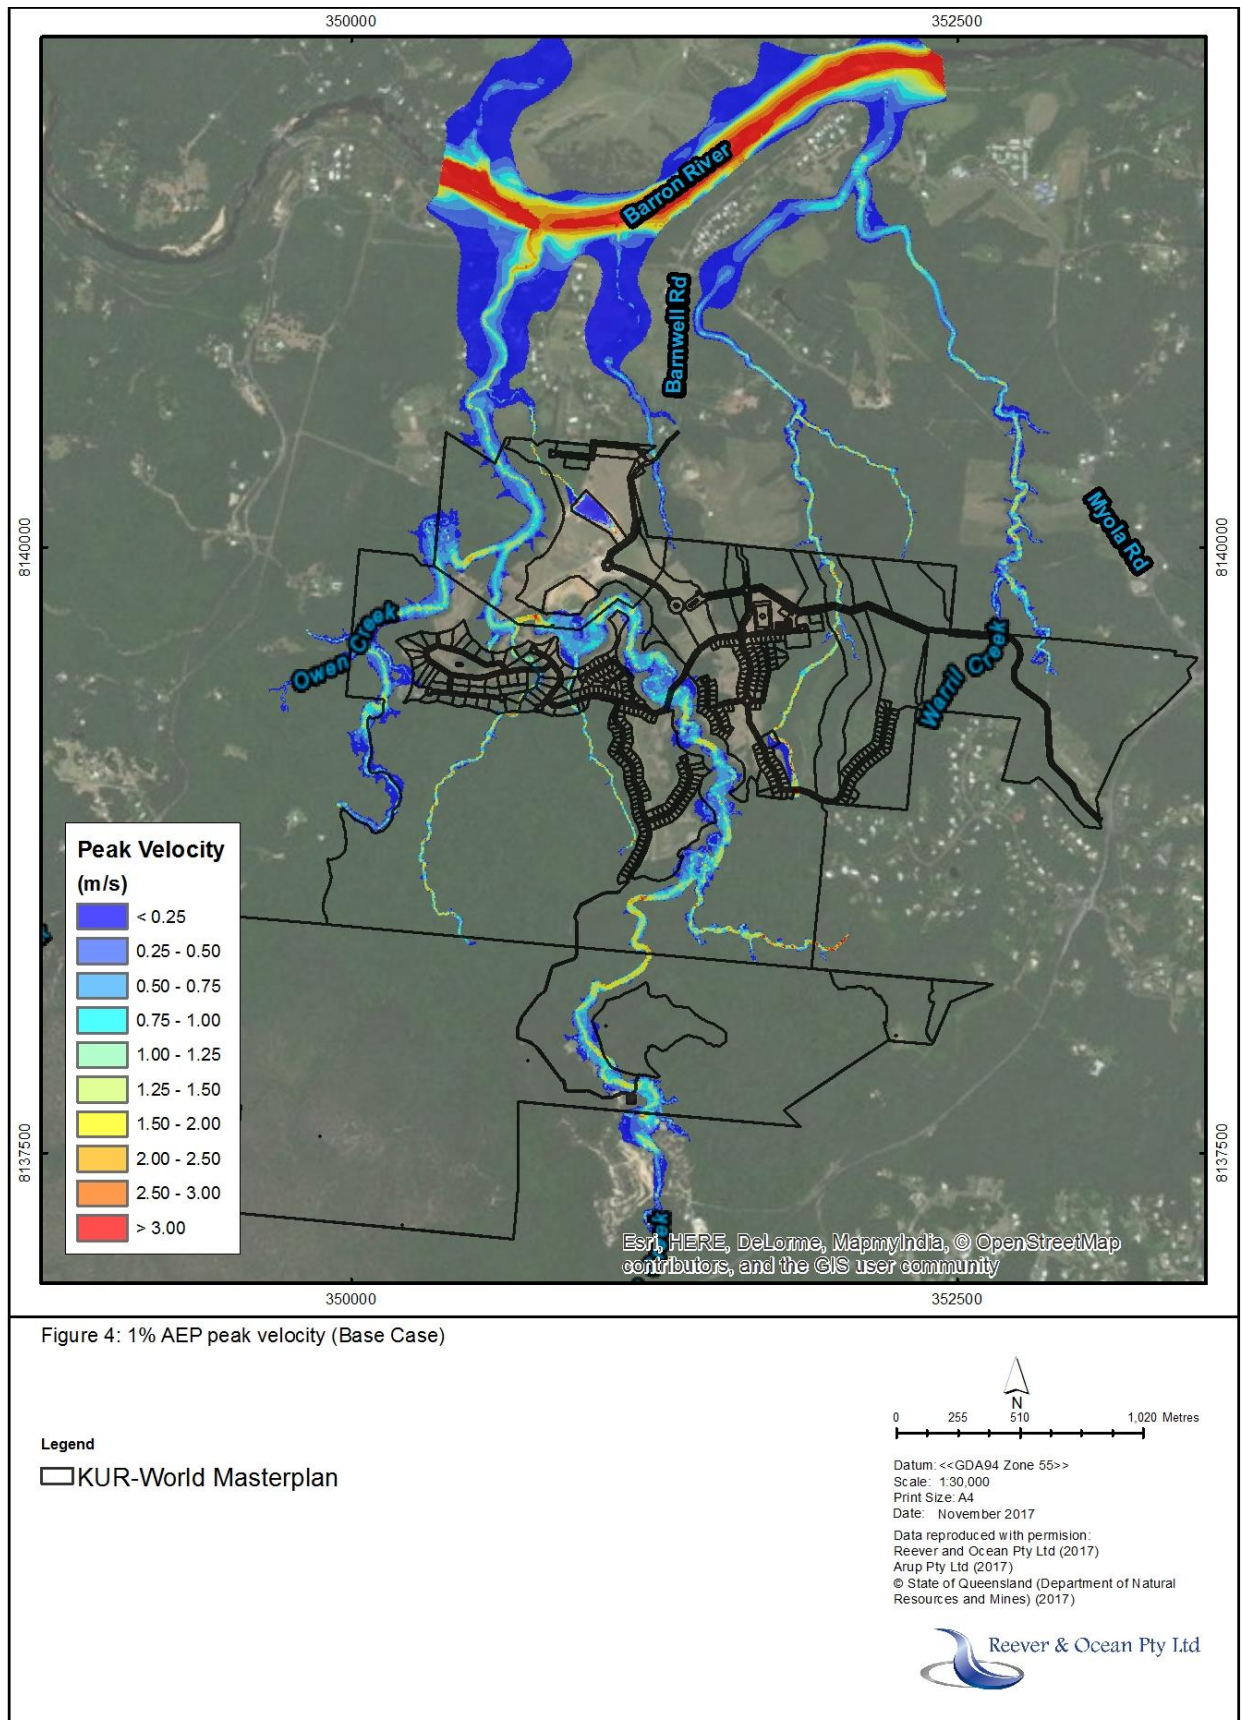 350000
352500
Barron River
Barnwell Rd
8140000
8140000
Myola Rd
Owen Creek
Warril Creek
Peak Velocity
(m/s)
< 0.25
0.25 - 0.50
0.50 - 0.75
0.75 - 1.00
1.00 - 1.25
1.25 - 1.50
1.50 - 2.00
2.00 - 2.50
2.50 - 3.00
> 3.00
8137500
8137500
Esri, HERE, DeLorme, MapmyIndia, © OpenStreetMap
contributors, and the GIS user community
350000
352500
Figure 4: 1% AEP peak velocity (Base Case)
N
0 255 510 1,020 Metres
Legend
KUR-World Masterplan
Datum: <<GDA94 Zone 55>>
Scale: 1:30,000
Print Size: A4
Date: November 2017
Data reproduced with permision:
Reever and Ocean Pty Ltd (2017)
Arup Pty Ltd (2017)
© State of Queensland (Department of Natural
Resources and Mines) (2017)
Reever & Ocean Pty Ltd